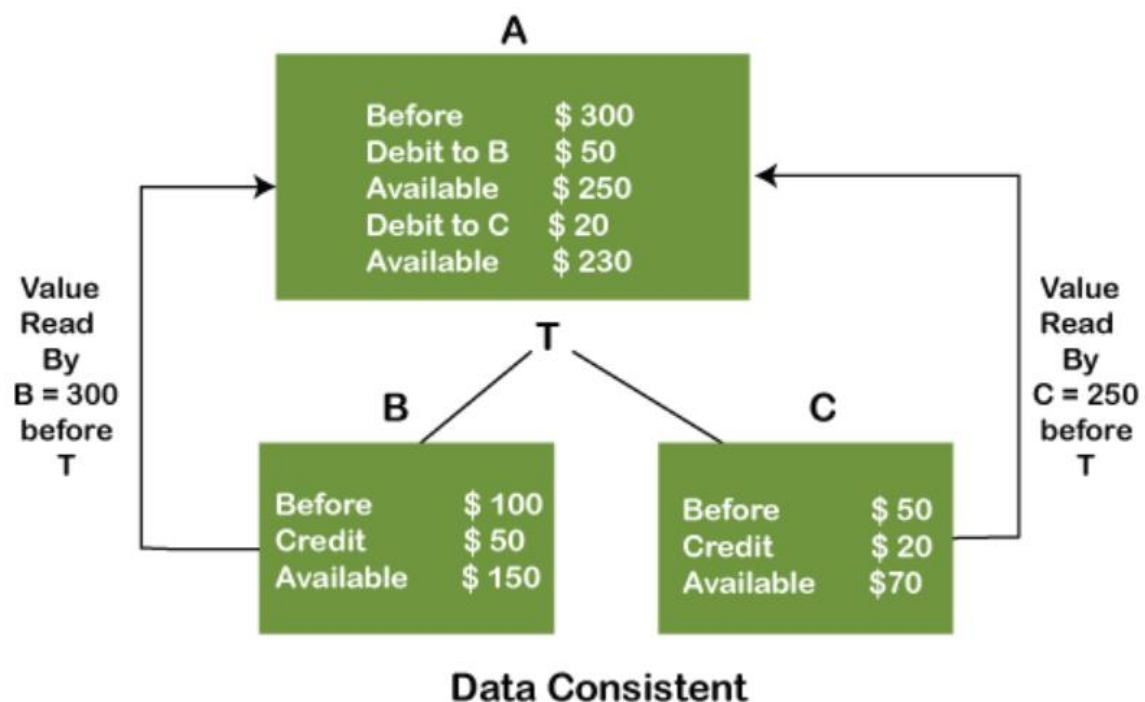 A
Before $ 300
Debit to B $ 50
Available $ 250
Debit to C $ 20
Available $ 230
Value
Read
By
B = 300
before
T
Value
Read
By
C = 250
before
T
T
B
Before $ 100
Credit $ 50
Available $ 150
C
Before $ 50
Credit $ 20
Available $70
Data Consistent